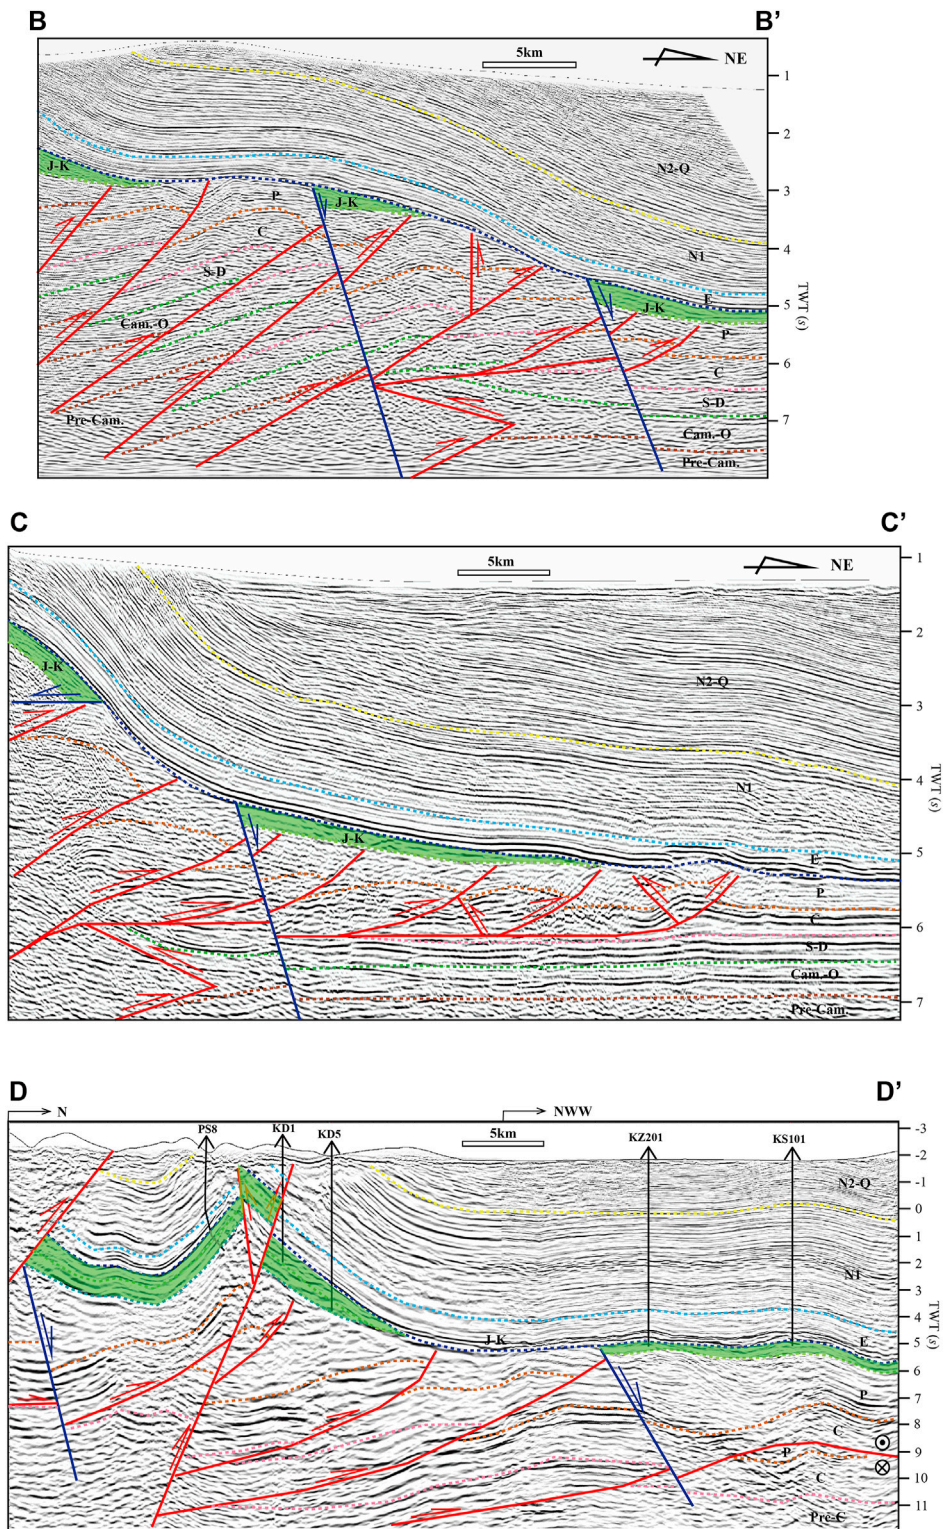 B B’
5km
NE
1
2
3
4
5
6
7
TWT (s)
J-K
P
J-K
N2-Q
C
N1
S-D
E
J-K
Cam.-O
P
C
S-D
Pre-Cam.
Cam.-O
Pre-Cam.
C C’
5km
NE
1
2
3
4
5
6
7
TWT (s)
J-K
N2-Q
N1
J-K
E
P
C
S-D
Cam.-O
Pre-Cam.
D D’
N
NWW
PS8
KD1
KD5
5km
KZ201
KS101
-3
-2
-1
0
1
2
3
4
5
6
7
8
9
10
11
TWT (s)
N2-Q
N1
J-K
E
P
C
P
C
Pre-C